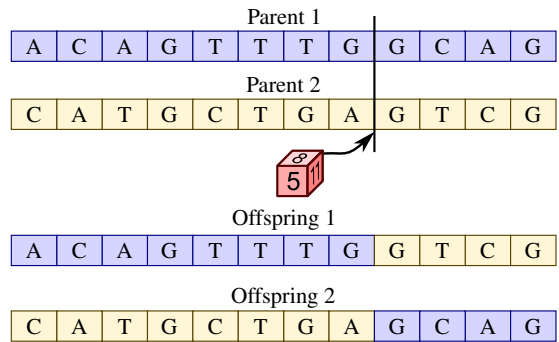 Parent 1
A C A G T T T G G C A G
Parent 2
C A T G C T G A G T C G
8
5 11
Offspring 1
A C A G T T T G G T C G
Offspring 2
C A T G C T G A G C A G